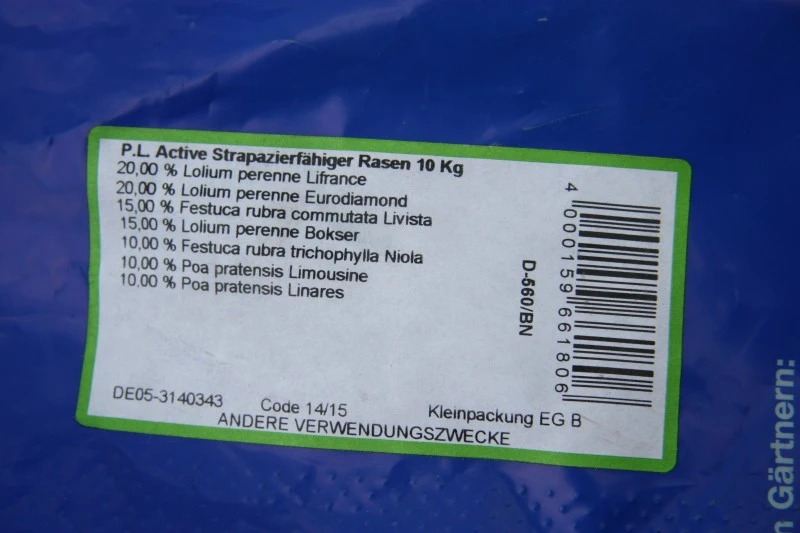 P.L. Active Strapazierfähiger Rasen 10 Kg
20,00 % Lolium perenne Lifrance
20,00 % Lolium perenne Eurodiamond
15,00 % Festuca rubra commutata Livista
15,00 % Lolium perenne Bokser
10,00 % Festuca rubra trichophylla Niola
10,00 % Poa pratensis Limousine
10,00 % Poa pratensis Linares
D-560/BN
4 000159 661806
DE05-3140343 Code 14/15 Kleinpackung EG B
ANDERE VERWENDUNGSZWECKE
Gärtnern: